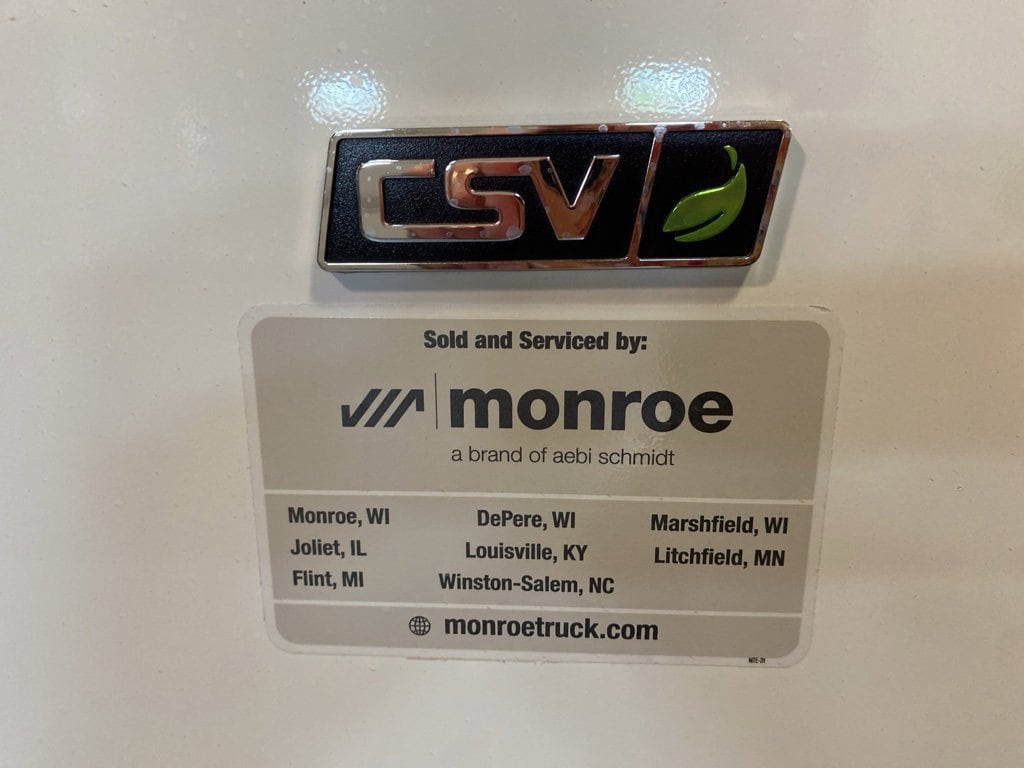 CSV
Sold and Serviced by:
monroe
a brand of aebi schmidt
Monroe, WI DePere, WI Marshfield, WI
Joliet, IL Louisville, KY Litchfield, MN
Flint, MI Winston-Salem, NC
monroetruck.com